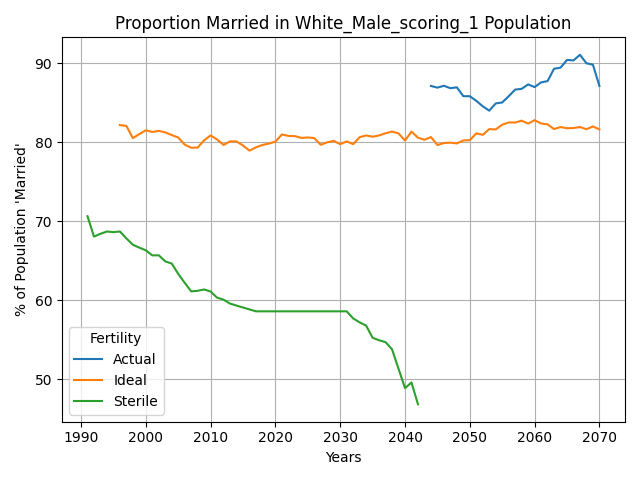 Proportion Married in White_Male_scoring_1 Population
% of Population 'Married'
90
80
70
60
50
Fertility
Actual
Ideal
Sterile
1990 2000 2010 2020 2030 2040 2050 2060 2070
Years